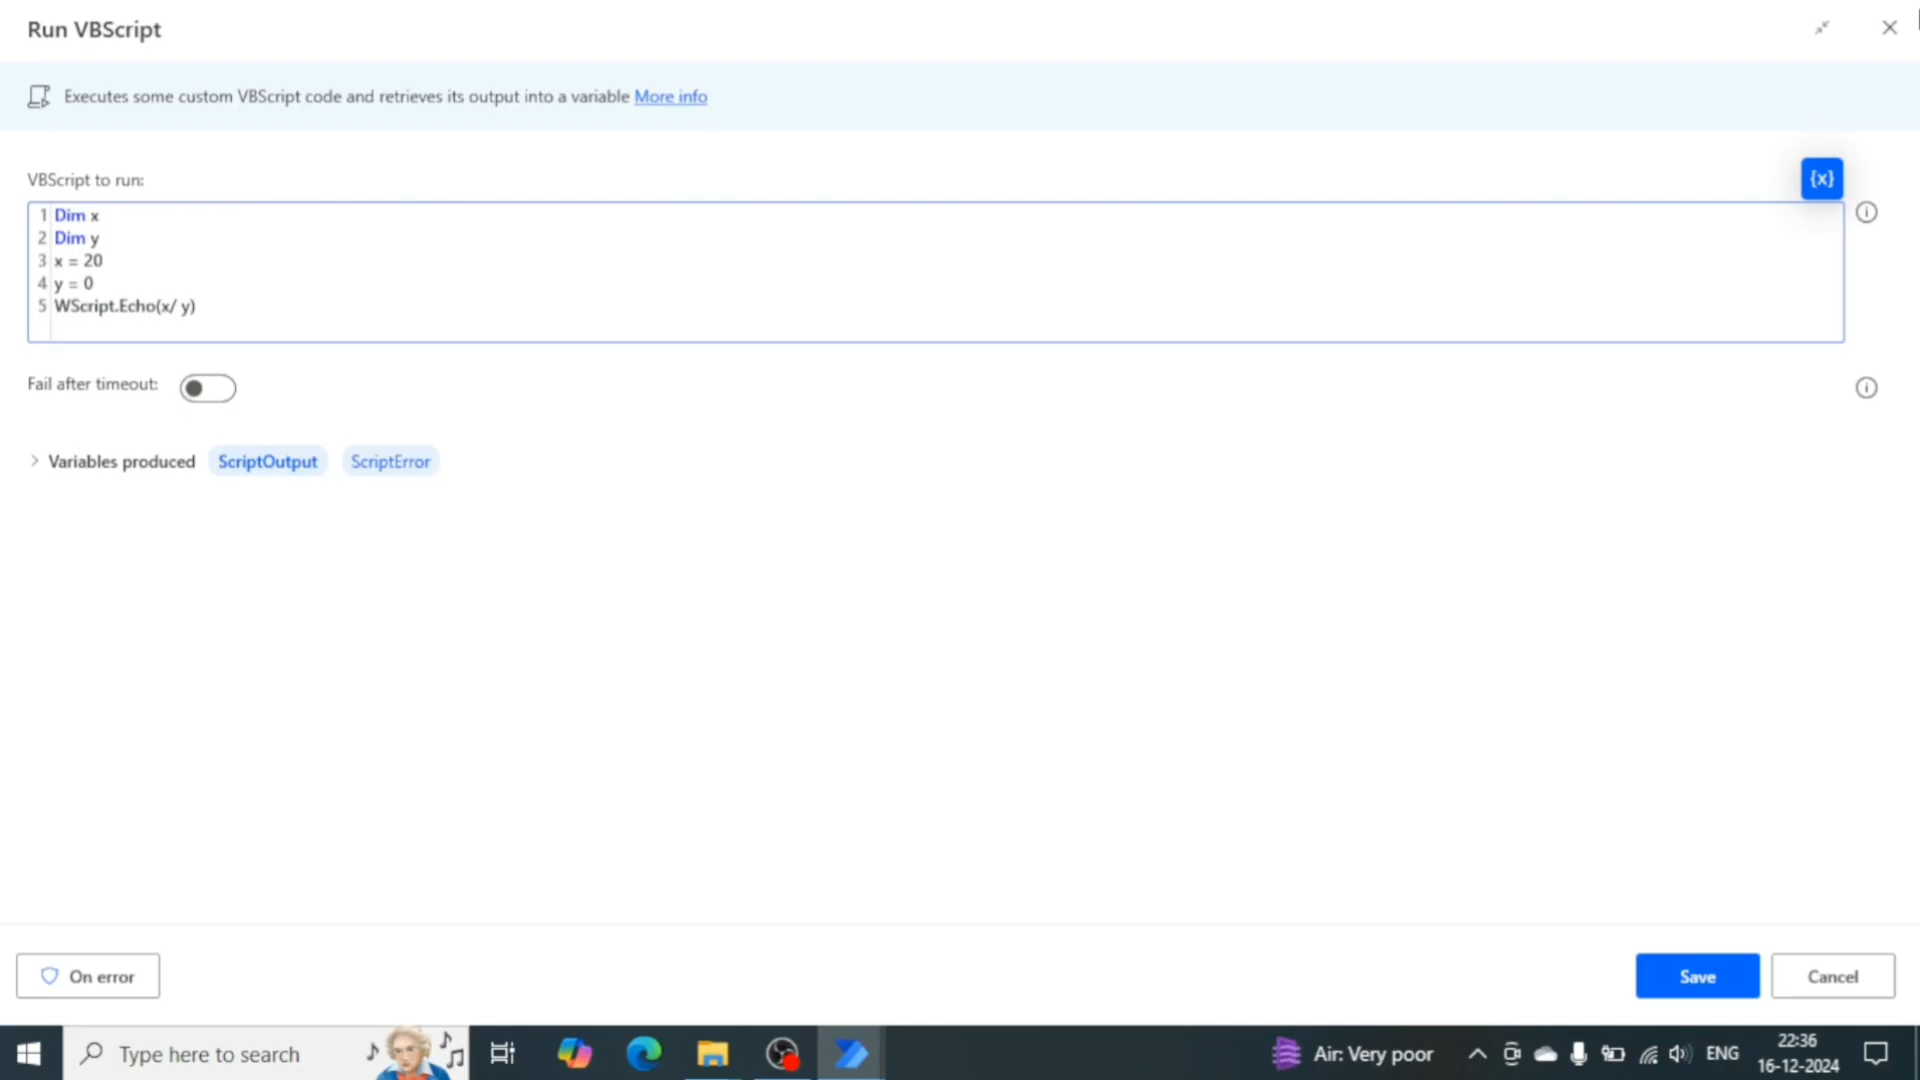 Run VBScript
Executes some custom VBScript code and retrieves its output into a variable More info
VBScript to run:
{x}
1 Dim x
2 Dim y
3 x = 20
4 y = 0
5 WScript.Echo(x/ y)
Fail after timeout:
Variables produced ScriptOutput ScriptError
On error
Save
Cancel
Type here to search
Air: Very poor
ENG
22:36
16-12-2024